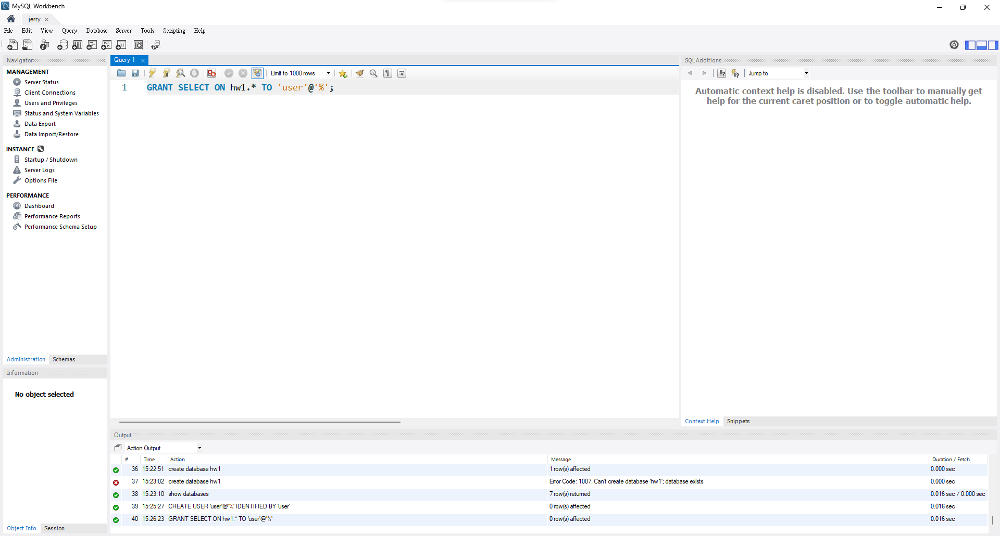 MySQL Workbench
jerry
File Edit View Query Database Server Tools Scripting Help
Navigator
MANAGEMENT
Server Status
Client Connections
Users and Privileges
Status and System Variables
Data Export
Data Import/Restore
INSTANCE
Startup / Shutdown
Server Logs
Options File
PERFORMANCE
Dashboard
Performance Reports
Performance Schema Setup
Administration Schemas
Information
No object selected
Object Info Session
Query 1
Limit to 1000 rows
1 GRANT SELECT ON hw1.* TO 'user'@'%';
SQLAdditions
Jump to
Automatic context help is disabled. Use the toolbar to manually get
help for the current caret position or to toggle automatic help.
Context Help Snippets
Output
Action Output
# Time Action Message Duration / Fetch
36 15:22:51 create database hw1 1 row(s) affected 0.000 sec
37 15:23:02 create database hw1 Error Code: 1007. Can't create database 'hw1'; database exists 0.000 sec
38 15:23:10 show databases 7 row(s) returned 0.016 sec / 0.000 sec
39 15:25:27 CREATE USER 'user'@'%' IDENTIFIED BY 'user' 0 row(s) affected 0.016 sec
40 15:26:23 GRANT SELECT ON hw1.* TO 'user'@'%' 0 row(s) affected 0.016 sec